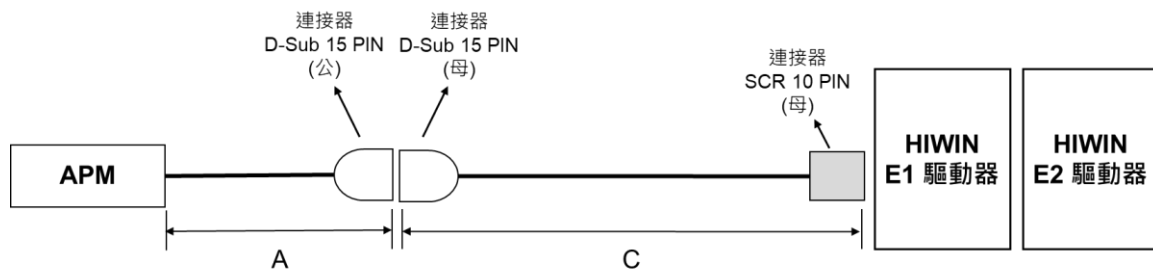 連接器
D-Sub 15 PIN
(公)
連接器
D-Sub 15 PIN
(母)
連接器
SCR 10 PIN
(母)
APM
HIWIN
E1 驅動器
HIWIN
E2 驅動器
A
C